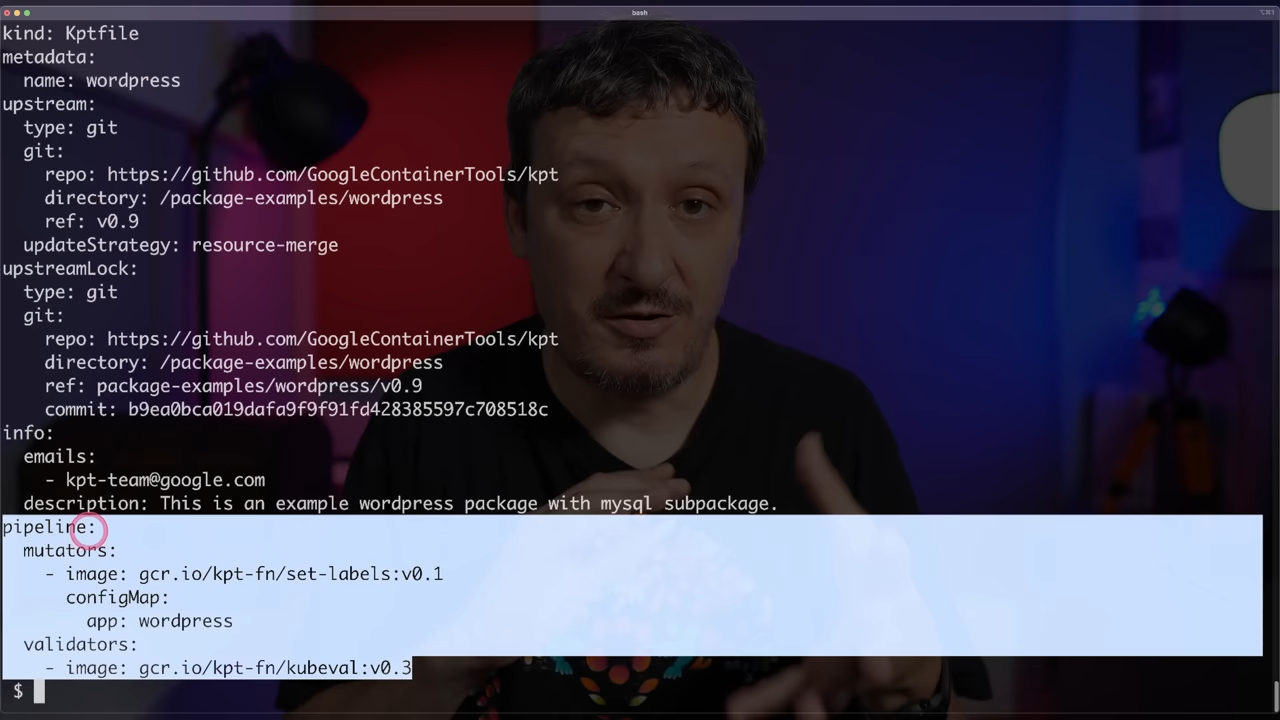 bash
⌥⌘1
kind: Kptfile
metadata:
  name: wordpress
upstream:
  type: git
  git:
    repo: https://github.com/GoogleContainerTools/kpt
    directory: /package-examples/wordpress
    ref: v0.9
  updateStrategy: resource-merge
upstreamLock:
  type: git
  git:
    repo: https://github.com/GoogleContainerTools/kpt
    directory: /package-examples/wordpress
    ref: package-examples/wordpress/v0.9
    commit: b9ea0bca019dafa9f9f91fd428385597c708518c
info:
  emails:
    - kpt-team@google.com
  description: This is an example wordpress package with mysql subpackage.
pipeline:
  mutators:
    - image: gcr.io/kpt-fn/set-labels:v0.1
      configMap:
        app: wordpress
  validators:
    - image: gcr.io/kpt-fn/kubeval:v0.3
$